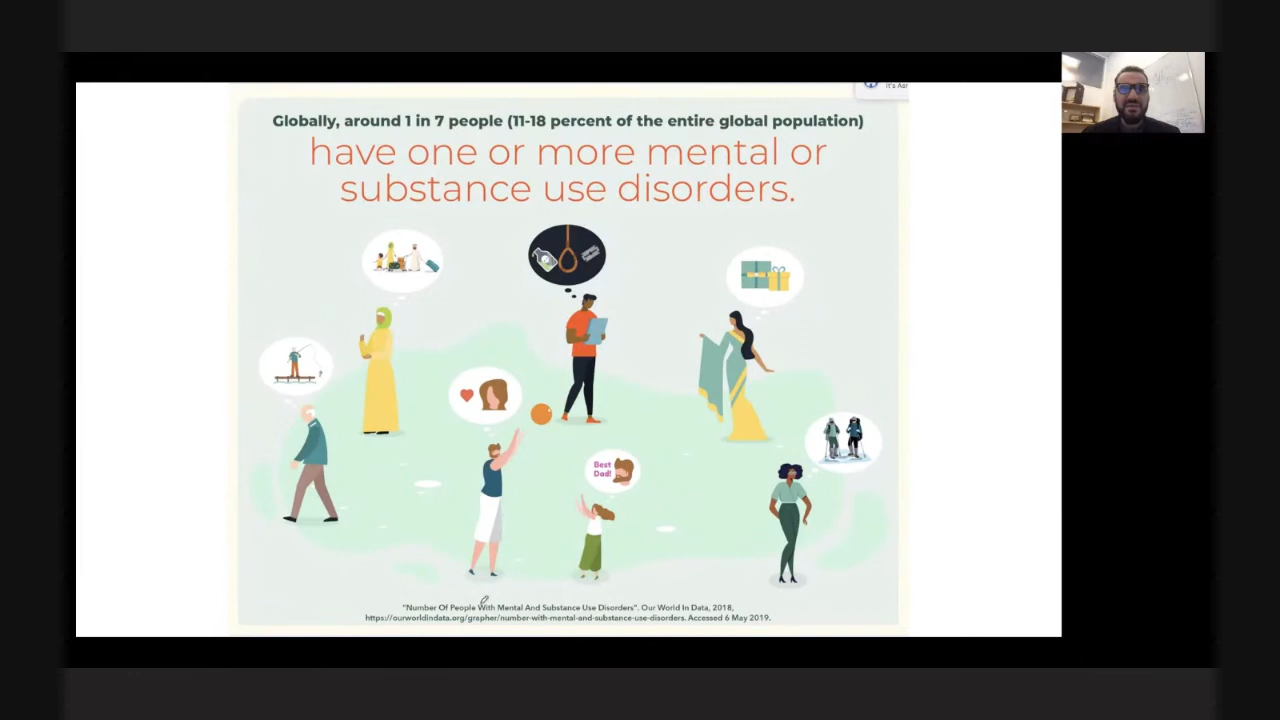 Globally, around 1 in 7 people (11-18 percent of the entire global population)
have one or more mental or
substance use disorders.
Best
Dad!
"Number Of People With Mental And Substance Use Disorders". Our World In Data, 2018,
https://ourworldindata.org/grapher/number-with-mental-and-substance-use-disorders. Accessed 6 May 2019.